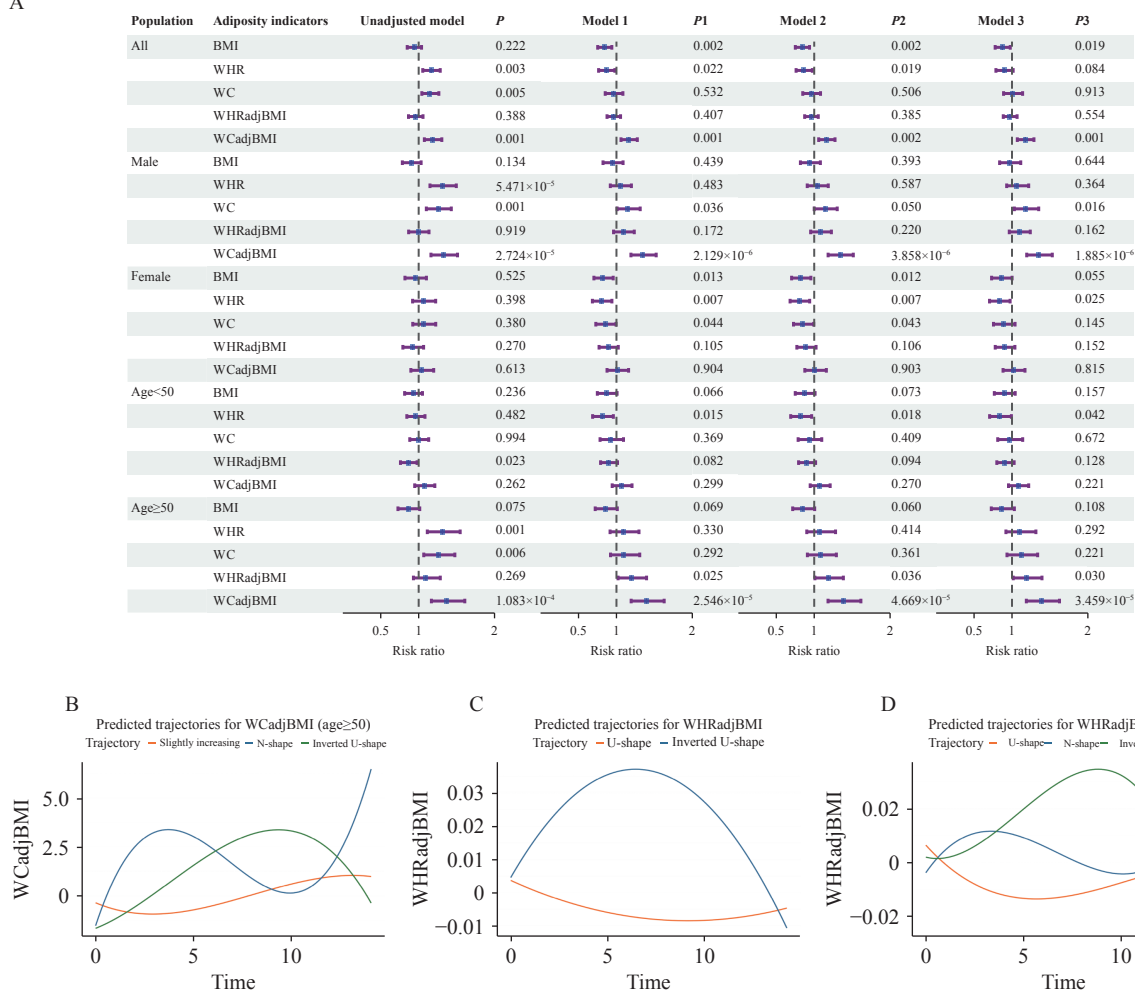 A
Population Adiposity indicators Unadjusted model P Model 1 P1 Model 2 P2 Model 3 P3
All BMI 0.222 0.002 0.002 0.019
WHR 0.003 0.022 0.019 0.084
WC 0.005 0.532 0.506 0.913
WHRadjBMI 0.388 0.407 0.385 0.554
WCadjBMI 0.001 0.001 0.002 0.001
Male BMI 0.134 0.439 0.393 0.644
WHR 5.471×10⁻⁵ 0.483 0.587 0.364
WC 0.001 0.036 0.050 0.016
WHRadjBMI 0.919 0.172 0.220 0.162
WCadjBMI 2.724×10⁻⁵ 2.129×10⁻⁶ 3.858×10⁻⁶ 1.885×10⁻⁶
Female BMI 0.525 0.013 0.012 0.055
WHR 0.398 0.007 0.007 0.025
WC 0.380 0.044 0.043 0.145
WHRadjBMI 0.270 0.105 0.106 0.152
WCadjBMI 0.613 0.904 0.903 0.815
Age<50 BMI 0.236 0.066 0.073 0.157
WHR 0.482 0.015 0.018 0.042
WC 0.994 0.369 0.409 0.672
WHRadjBMI 0.023 0.082 0.094 0.128
WCadjBMI 0.262 0.299 0.270 0.221
Age≥50 BMI 0.075 0.069 0.060 0.108
WHR 0.001 0.330 0.414 0.292
WC 0.006 0.292 0.361 0.221
WHRadjBMI 0.269 0.025 0.036 0.030
WCadjBMI 1.083×10⁻⁴ 2.546×10⁻⁵ 4.669×10⁻⁵ 3.459×10⁻⁵
0.5 1 2 0.5 1 2 0.5 1 2 0.5 1 2
Risk ratio Risk ratio Risk ratio Risk ratio
B
Predicted trajectories for WCadjBMI (age≥50)
Trajectory Slightly increasing N-shape Inverted U-shape
5.0
2.5
0
WCadjBMI
0 5 10
Time
C
Predicted trajectories for WHRadjBMI
Trajectory U-shape Inverted U-shape
0.03
0.02
0.01
0
−0.01
WHRadjBMI
0 5 10
Time
D
Predicted trajectories for WHRadjB
Trajectory U-shape N-shape Inve
0.02
0
−0.02
WHRadjBMI
0 5 10
Time